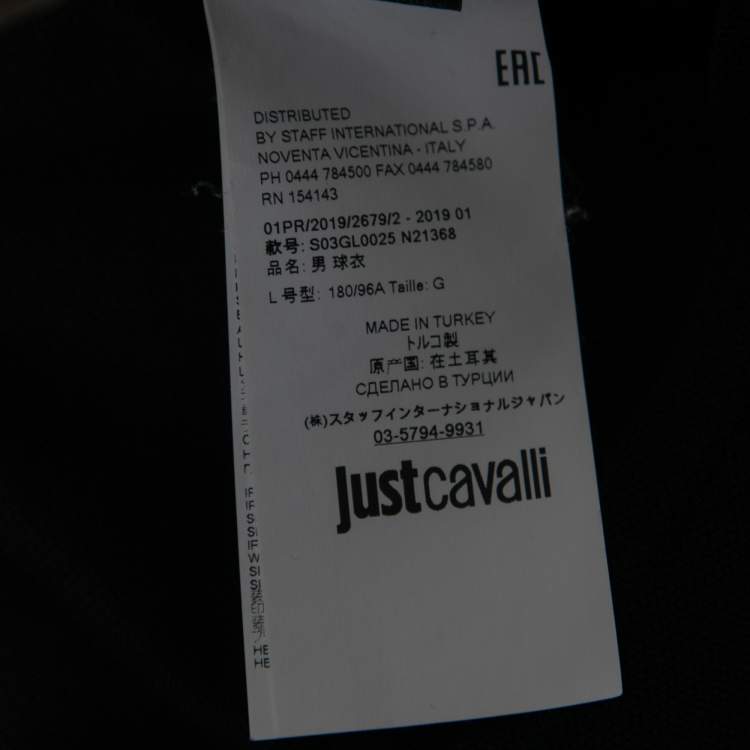 EAC
DISTRIBUTED
BY STAFF INTERNATIONAL S.P.A.
NOVENTA VICENTINA - ITALY
PH 0444 784500 FAX 0444 784580
RN 154143
01PR/2019/2679/2 - 2019 01
款号: S03GL0025 N21368
品名: 男 球衣
L 号型: 180/96A Taille: G
MADE IN TURKEY
トルコ製
原产国: 在土耳其
СДЕЛАНО В ТУРЦИИ
(株)スタッフインターナショナルジャパン
03-5794-9931
justcavalli